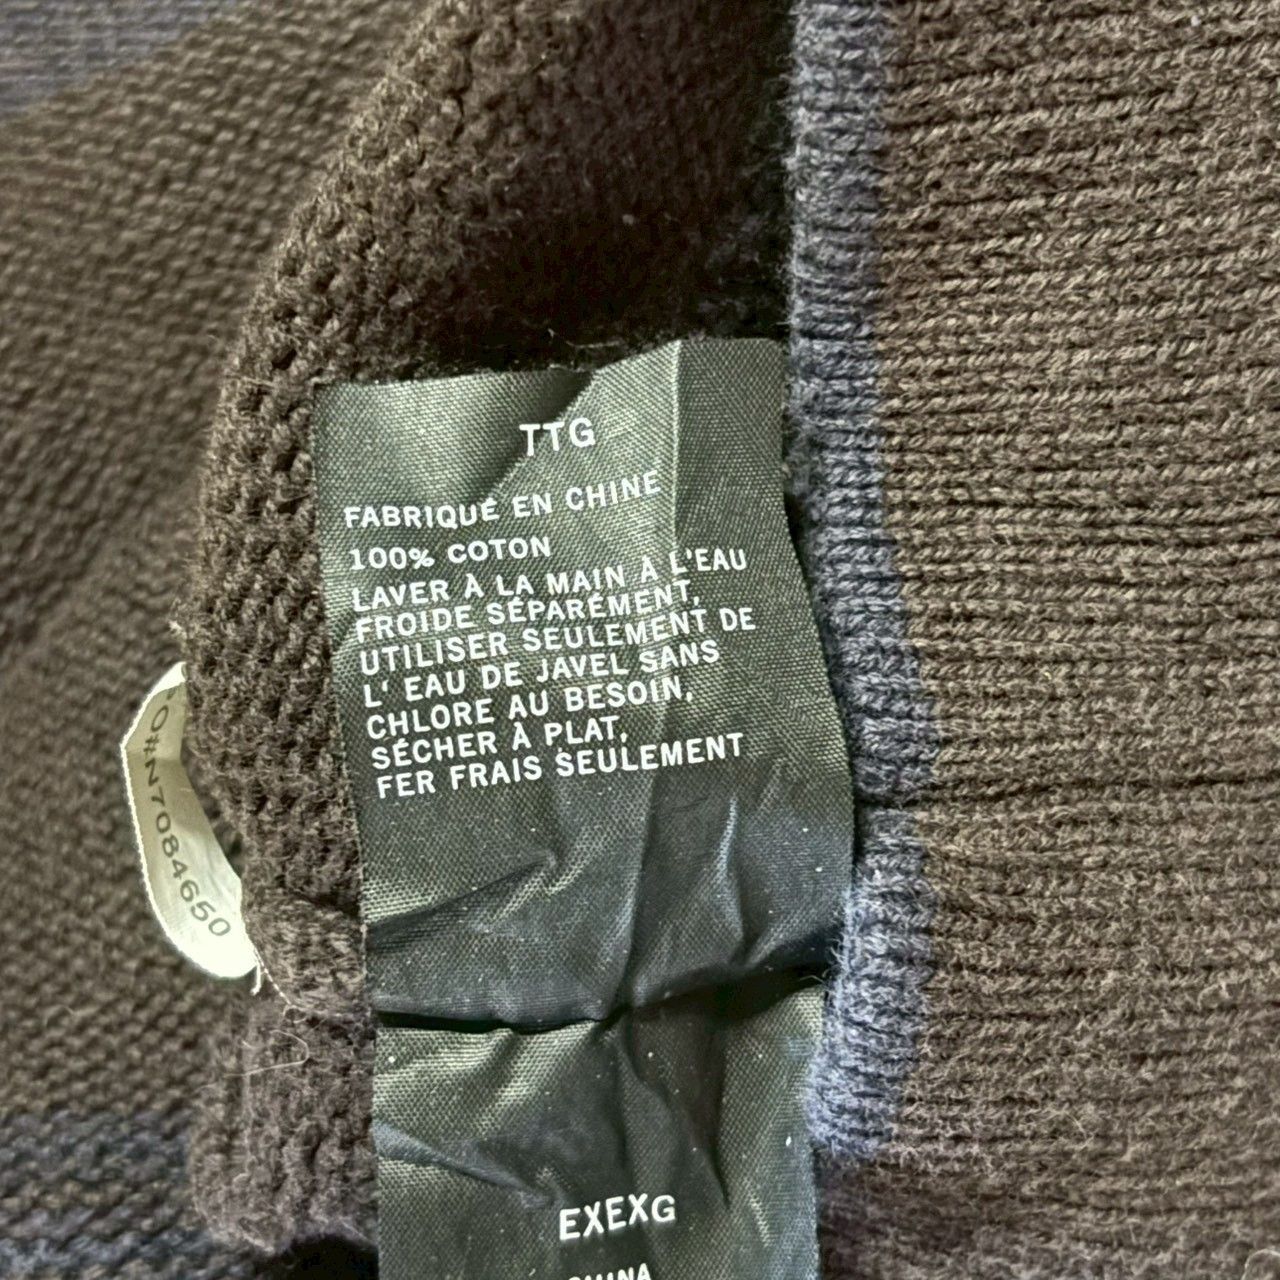 TTG
FABRIQUÉ EN CHINE
100% COTON
LAVER À LA MAIN À L'EAU
FROIDE SÉPARÉMENT,
UTILISER SEULEMENT DE
L' EAU DE JAVEL SANS
CHLORE AU BESOIN,
SÉCHER À PLAT,
FER FRAIS SEULEMENT
O#N7084650
EXEXG
CHINA